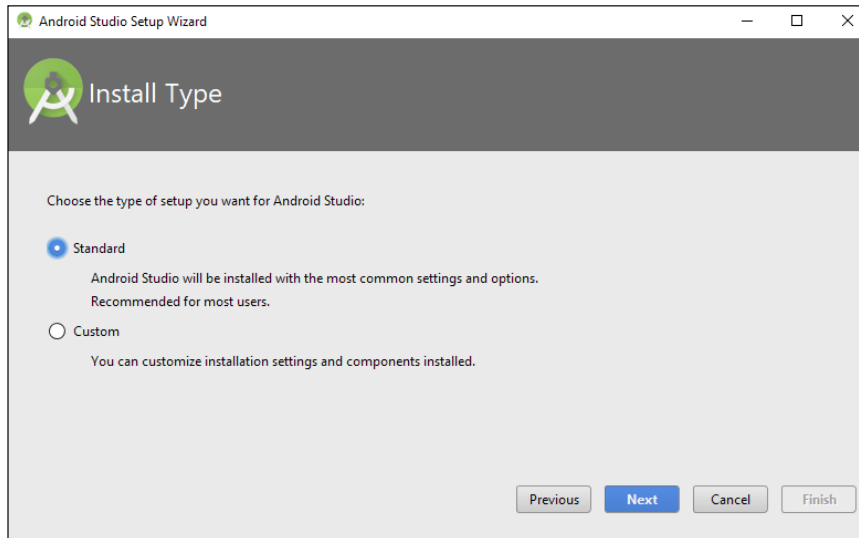 Android Studio Setup Wizard
Install Type
Choose the type of setup you want for Android Studio:
Standard
Android Studio will be installed with the most common settings and options.
Recommended for most users.
Custom
You can customize installation settings and components installed.
Previous Next Cancel Finish